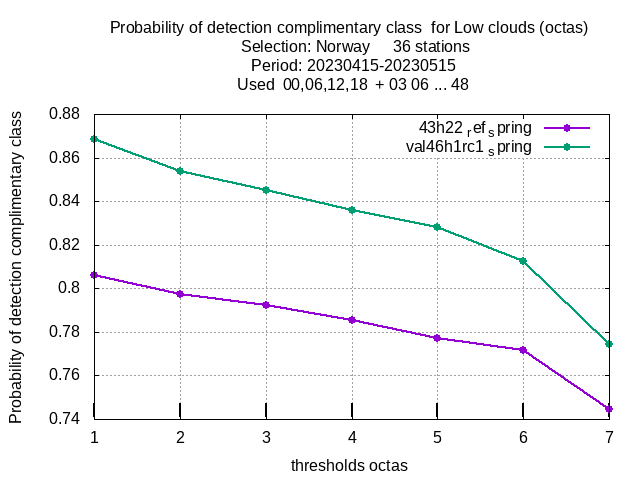 Probability of detection complimentary class  for Low clouds (octas)
Selection: Norway     36 stations
Period: 20230415-20230515
Used  00,06,12,18  + 03 06 ... 48
Probability of detection complimentary class
0.88
0.86
0.84
0.82
0.8
0.78
0.76
0.74
43h22 ref spring
val46h1rc1 spring
1 2 3 4 5 6 7
thresholds octas